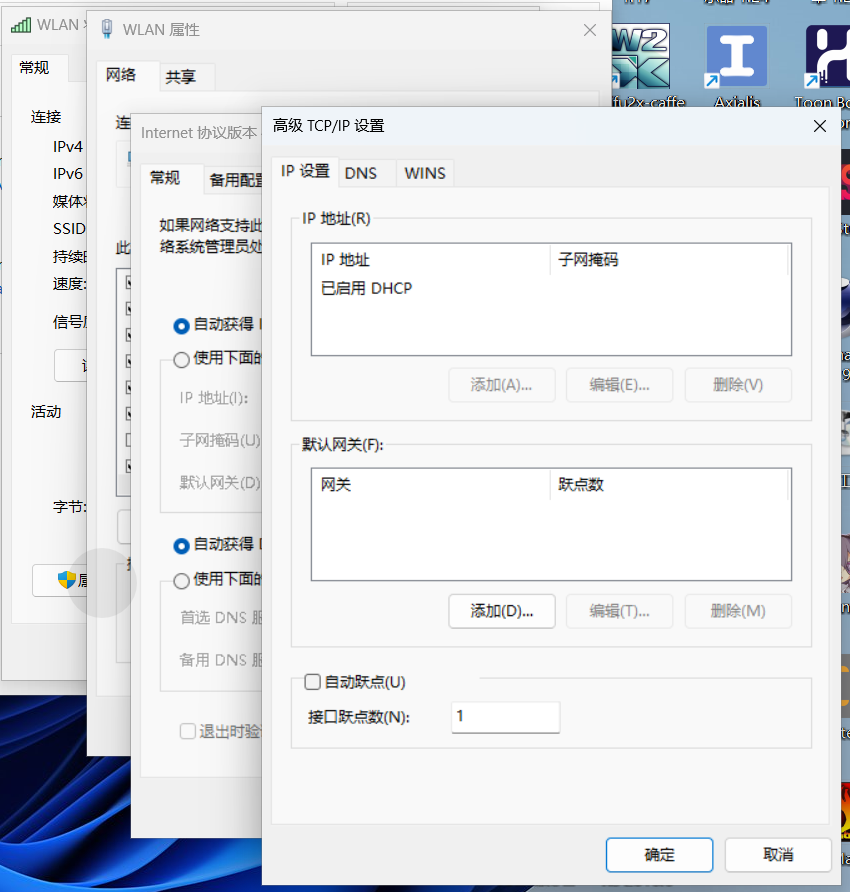 WLAN
常规
连接
IPv4
IPv6
SSID
持续
速度:
信号
活动
字节:
WLAN 属性
网络
共享
Internet 协议版本
常规
备用配置
如果网络支持此
络系统管理员处
自动获得
使用下面的
IP 地址(I):
子网掩码(U)
默认网关(D)
自动获得
使用下面的
首选 DNS 服
备用 DNS 服
退出时验
高级 TCP/IP 设置
IP 设置
DNS
WINS
IP 地址(R)
IP 地址
子网掩码
已启用 DHCP
添加(A)...
编辑(E)...
删除(V)
默认网关(F):
网关
跃点数
添加(D)...
编辑(T)...
删除(M)
自动跃点(U)
接口跃点数(N):
1
确定
取消
W2
Axialis
Toon Bo